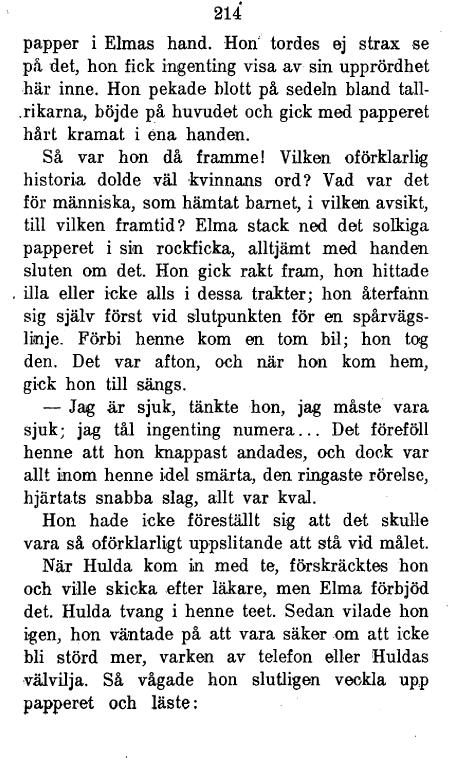 214
papper i Elmas hand. Hon tordes ej strax se
på det, hon fick ingenting visa av sin upprördhet
här inne. Hon pekade blott på sedeln bland tall-
rikarna, böjde på huvudet och gick med papperet
hårt kramat i ena handen.
Så var hon då framme! Vilken oförklarlig
historia dolde väl kvinnans ord? Vad var det
för människa, som hämtat barnet, i vilken avsikt,
till vilken framtid? Elma stack ned det solkiga
papperet i sin rockficka, alltjämt med handen
sluten om det. Hon gick rakt fram, hon hittade
illa eller icke alls i dessa trakter; hon återfann
sig själv först vid slutpunkten för en spårvägs-
linje. Förbi henne kom en tom bil; hon tog
den. Det var afton, och när hon kom hem,
gick hon till sängs.
— Jag är sjuk, tänkte hon, jag måste vara
sjuk; jag tål ingenting numera... Det föreföll
henne att hon knappast andades, och dock var
allt inom henne idel smärta, den ringaste rörelse,
hjärtats snabba slag, allt var kval.
Hon hade icke föreställt sig att det skulle
vara så oförklarligt uppslitande att stå vid målet.
När Hulda kom in med te, förskräcktes hon
och ville skicka efter läkare, men Elma förbjöd
det. Hulda tvang i henne teet. Sedan vilade hon
igen, hon väntade på att vara säker om att icke
bli störd mer, varken av telefon eller Huldas
välvilja. Så vågade hon slutligen veckla upp
papperet och läste: